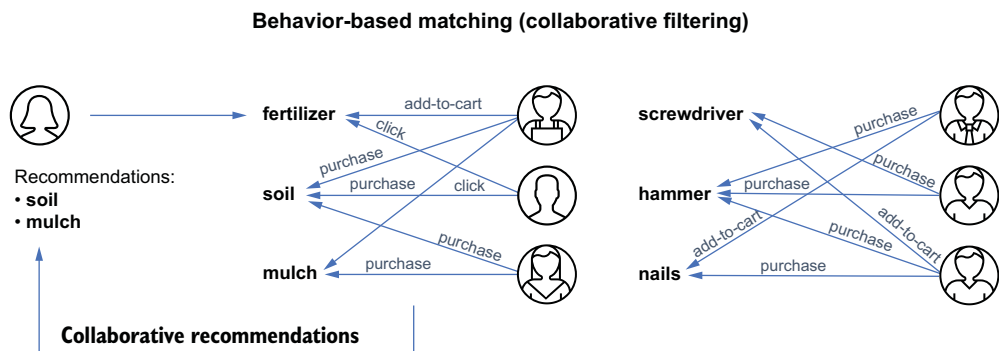 Behavior-based matching (collaborative filtering)
fertilizer
add-to-cart
click
purchase
soil
purchase
click
purchase
mulch
purchase
Recommendations:
• soil
• mulch
Collaborative recommendations
screwdriver
purchase
purchase
hammer
purchase
add-to-cart
add-to-cart
purchase
nails
purchase